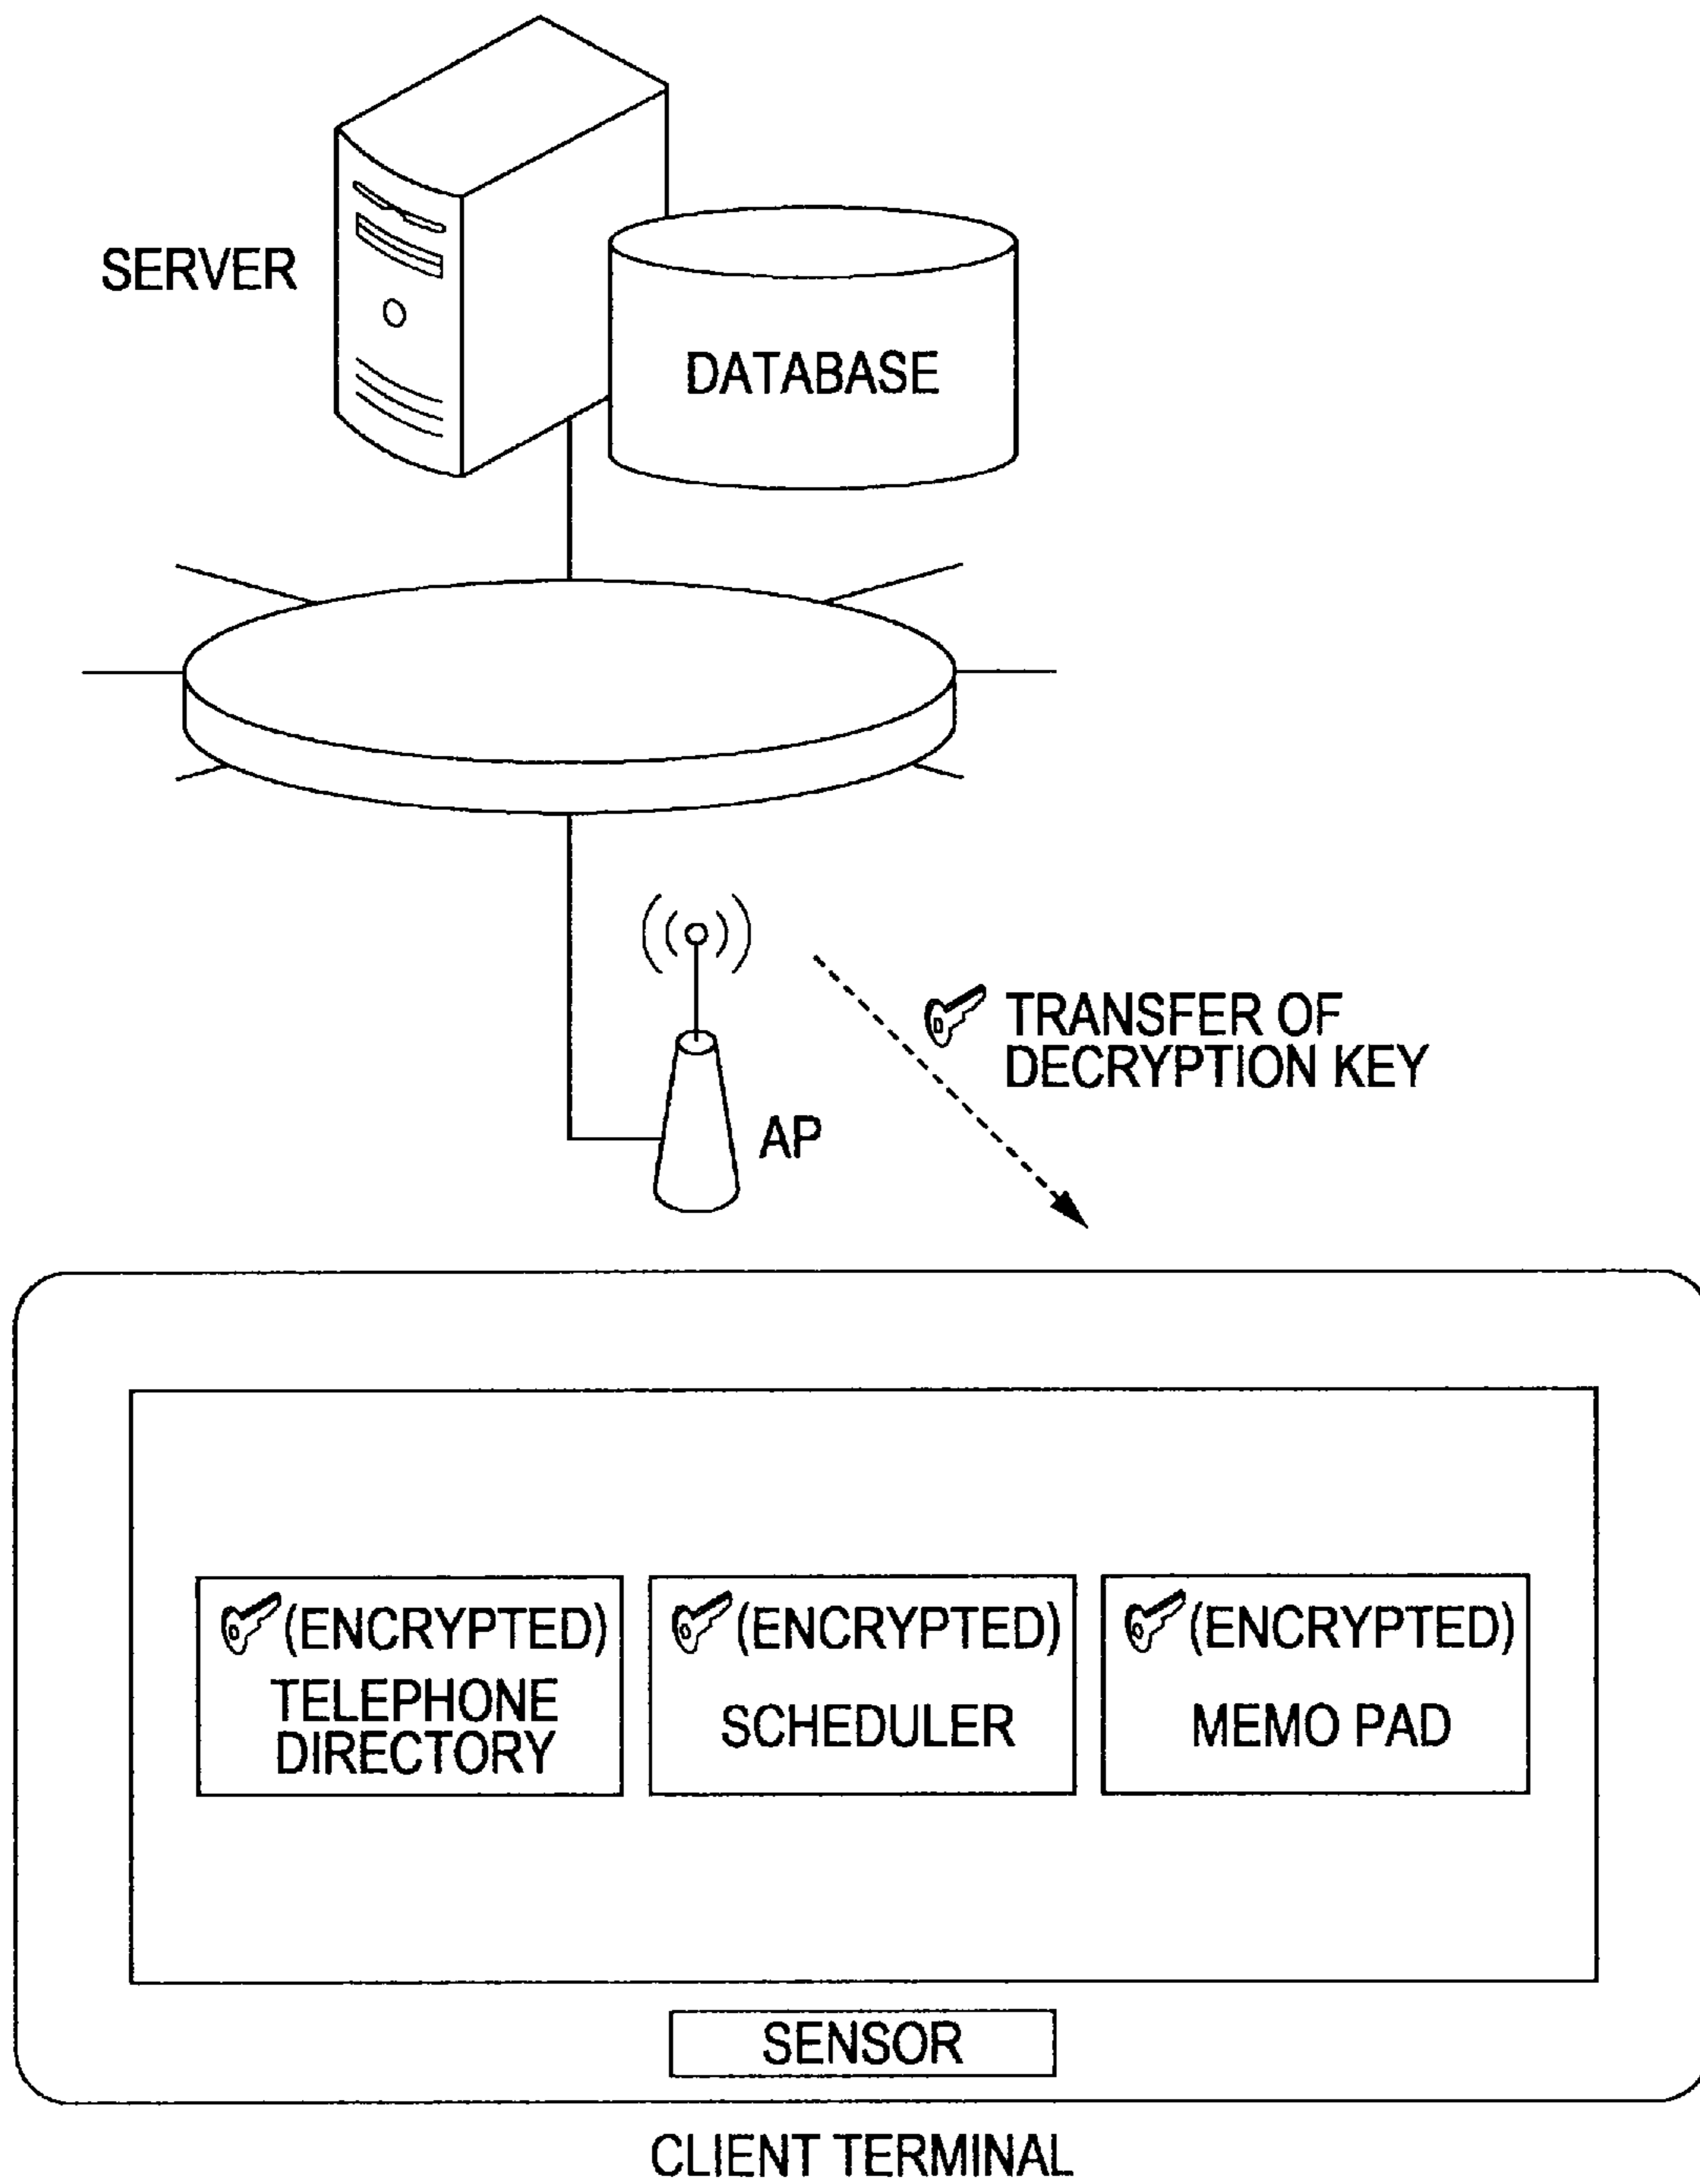 SERVER
DATABASE
TRANSFER OF
DECRYPTION KEY
AP
(ENCRYPTED)
TELEPHONE
DIRECTORY
(ENCRYPTED)
SCHEDULER
(ENCRYPTED)
MEMO PAD
SENSOR
CLIENT TERMINAL